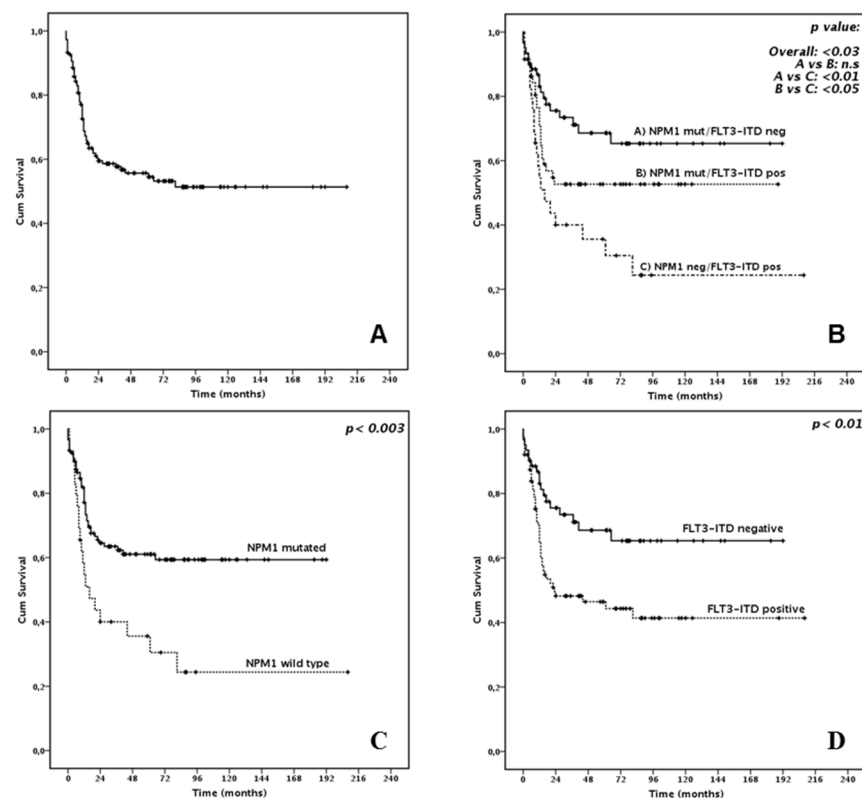 Cum Survival
1,0
0,8
0,6
0,4
0,2
0,0
A
0 24 48 72 96 120 144 168 192 216 240
Time (months)
Cum Survival
1,0
0,8
0,6
0,4
0,2
0,0
p value:
Overall: <0.03
A vs B: n.s
A vs C: <0.01
B vs C: <0.05
A) NPM1 mut/FLT3-ITD neg
B) NPM1 mut/FLT3-ITD pos
C) NPM1 neg/FLT3-ITD pos
B
0 24 48 72 96 120 144 168 192 216 240
Time (months)
Cum Survival
1,0
0,8
0,6
0,4
0,2
0,0
p< 0.003
NPM1 mutated
NPM1 wild type
C
0 24 48 72 96 120 144 168 192 216 240
Time (months)
Cum Survival
1,0
0,8
0,6
0,4
0,2
0,0
p< 0.01
FLT3-ITD negative
FLT3-ITD positive
D
0 24 48 72 96 120 144 168 192 216 240
Time (months)